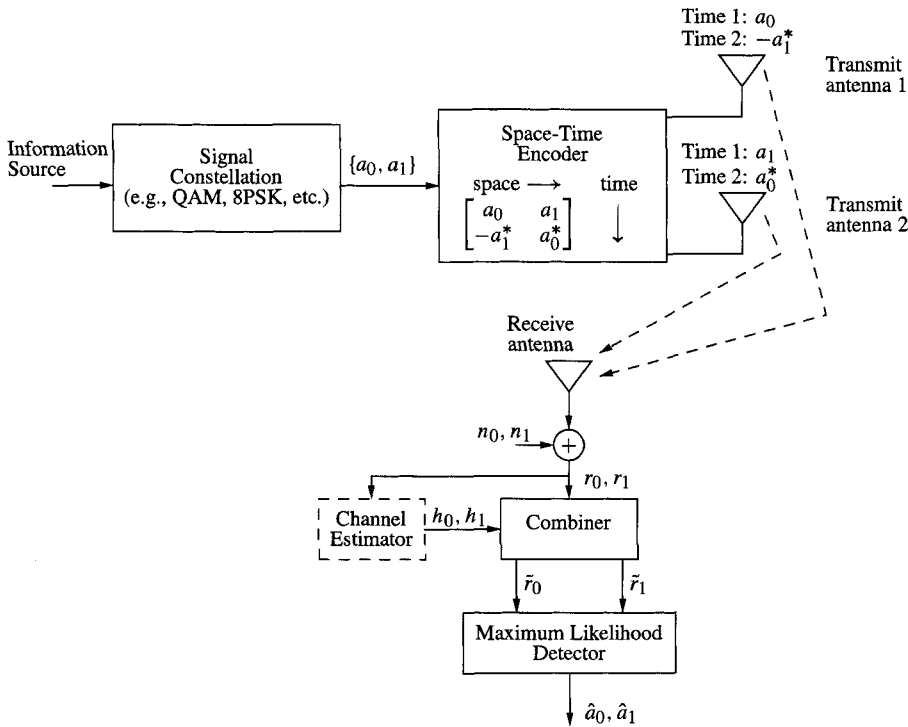 Time 1: a₀
Time 2: −a₁*
Transmit
antenna 1
Information
Source
Signal
Constellation
(e.g., QAM, 8PSK, etc.)
{a₀, a₁}
Space-Time
Encoder
space → time
[a₀ a₁
−a₁* a₀*]
Time 1: a₁
Time 2: a₀*
Transmit
antenna 2
Receive
antenna
n₀, n₁
+
r₀, r₁
Channel
Estimator
h₀, h₁
Combiner
r̃₀
r̃₁
Maximum Likelihood
Detector
â₀, â₁